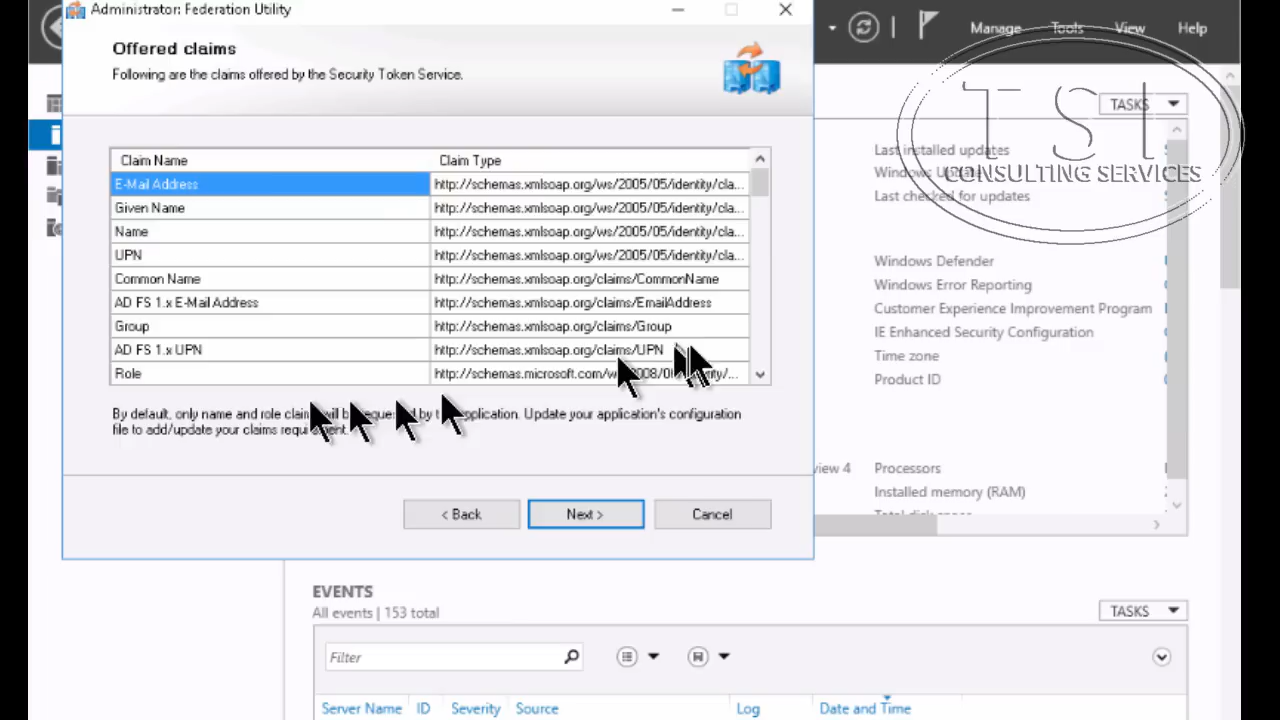 Administrator: Federation Utility
Manage Tools View Help
Offered claims
Following are the claims offered by the Security Token Service.
TASKS
TSI
CONSULTING SERVICES
Claim Name Claim Type
E-Mail Address http://schemas.xmlsoap.org/ws/2005/05/identity/cla...
Given Name http://schemas.xmlsoap.org/ws/2005/05/identity/cla...
Name http://schemas.xmlsoap.org/ws/2005/05/identity/cla...
UPN http://schemas.xmlsoap.org/ws/2005/05/identity/cla...
Common Name http://schemas.xmlsoap.org/claims/CommonName
AD FS 1.x E-Mail Address http://schemas.xmlsoap.org/claims/EmailAddress
Group http://schemas.xmlsoap.org/claims/Group
AD FS 1.x UPN http://schemas.xmlsoap.org/claims/UPN
Role http://schemas.microsoft.com/
By default, only name and role will be by application. Update your application's configuration
file to add/update your claims
< Back Next > Cancel
Last installed updates
Windows
Last checked for updates
Windows Defender
Windows Error Reporting
Customer Experience Improvement Program
IE Enhanced Security Configuration
Time zone
Product ID
view 4 Processors
Installed memory (RAM)
EVENTS
All events | 153 total
TASKS
Filter
Server Name ID Severity Source Log Date and Time